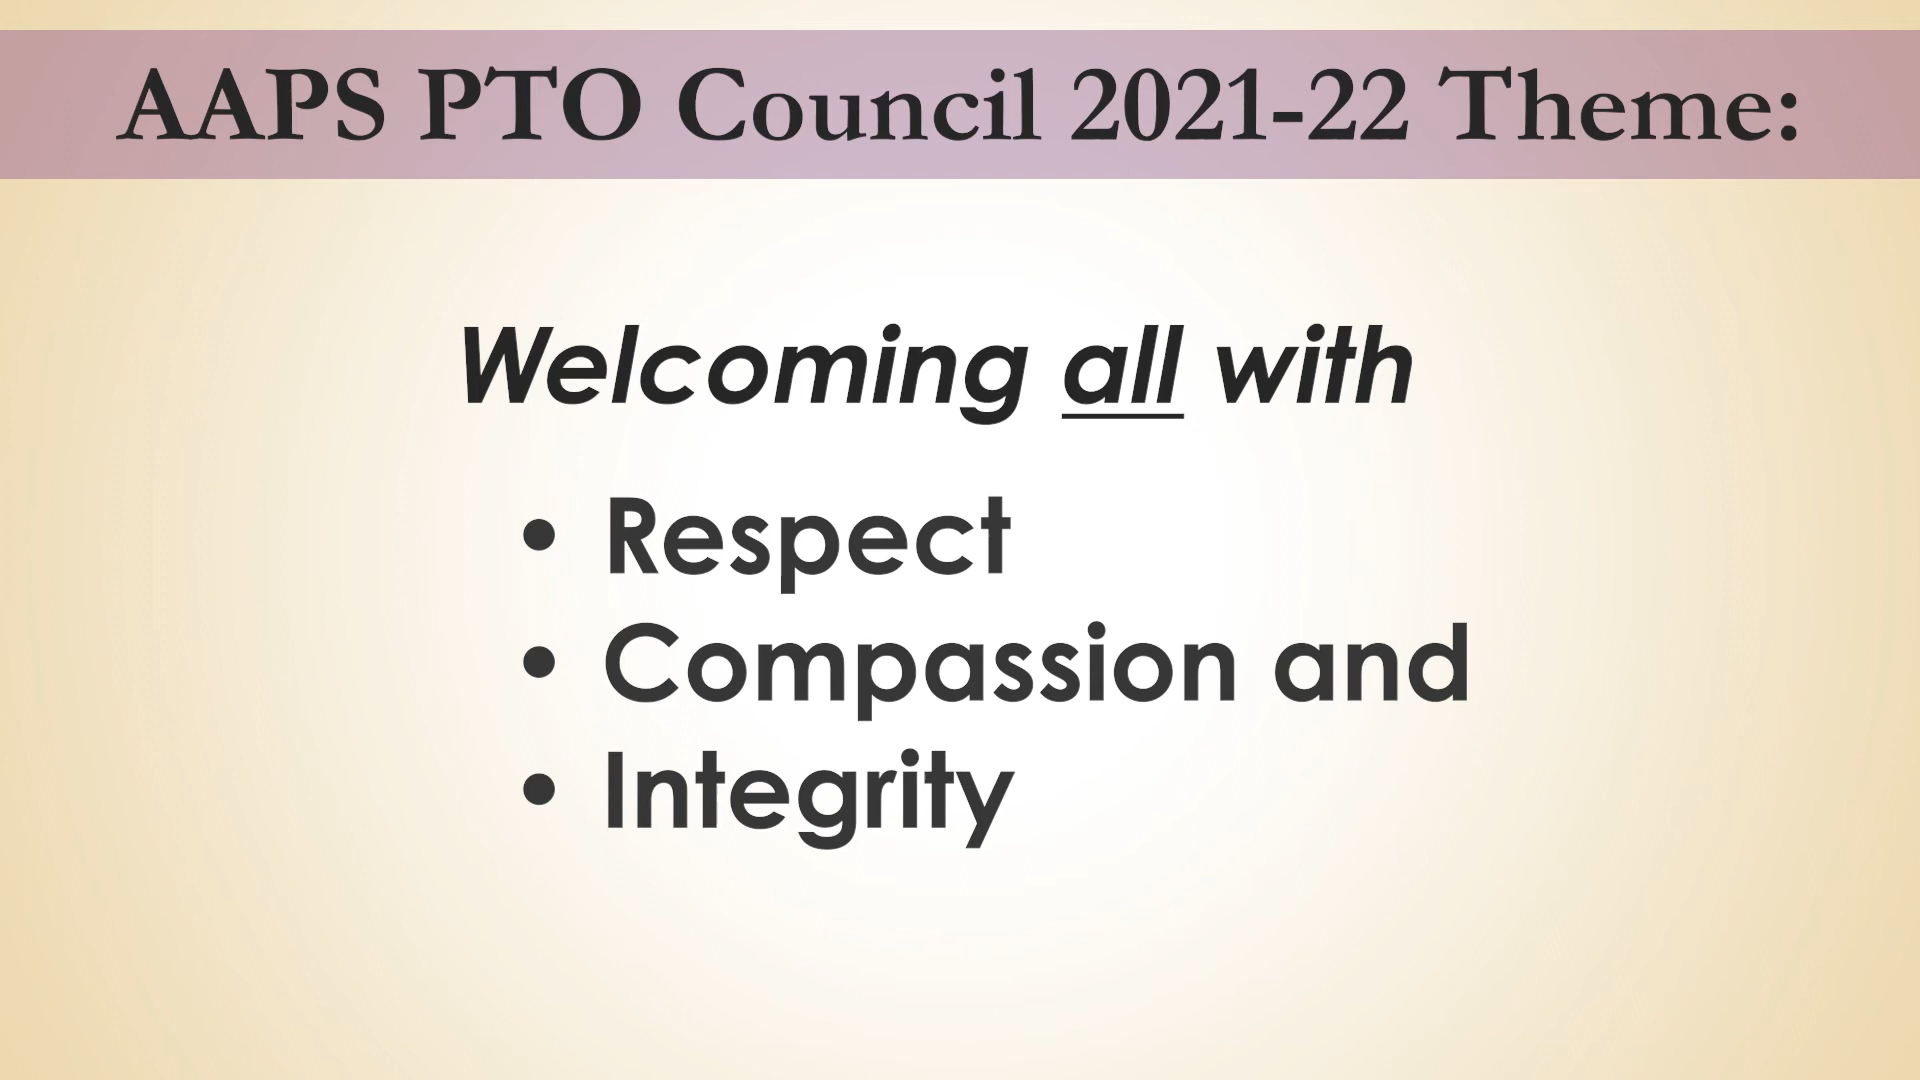 AAPS PTO Council 2021-22 Theme:
Welcoming all with
• Respect
• Compassion and
• Integrity